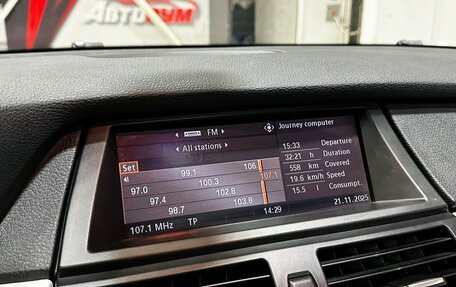 АвтоRУМ
FM
All stations
Set
99.1 106.
107.1
97.0 100.3
97.4 102.8
98.7 103.8
107.1 MHz TP 14:29
Journey computer
15:33 Departure
32:21 h Duration
558 km Covered
19.6 km/h Speed
15.5 l Consumpt.
21.11.2025